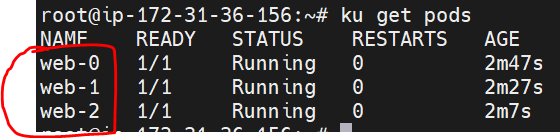 root@ip-172-31-36-156:~# ku get pods
NAME READY STATUS RESTARTS AGE
web-0 1/1 Running 0 2m47s
web-1 1/1 Running 0 2m27s
web-2 1/1 Running 0 2m7s
root@ip-172-31-36-156:~#